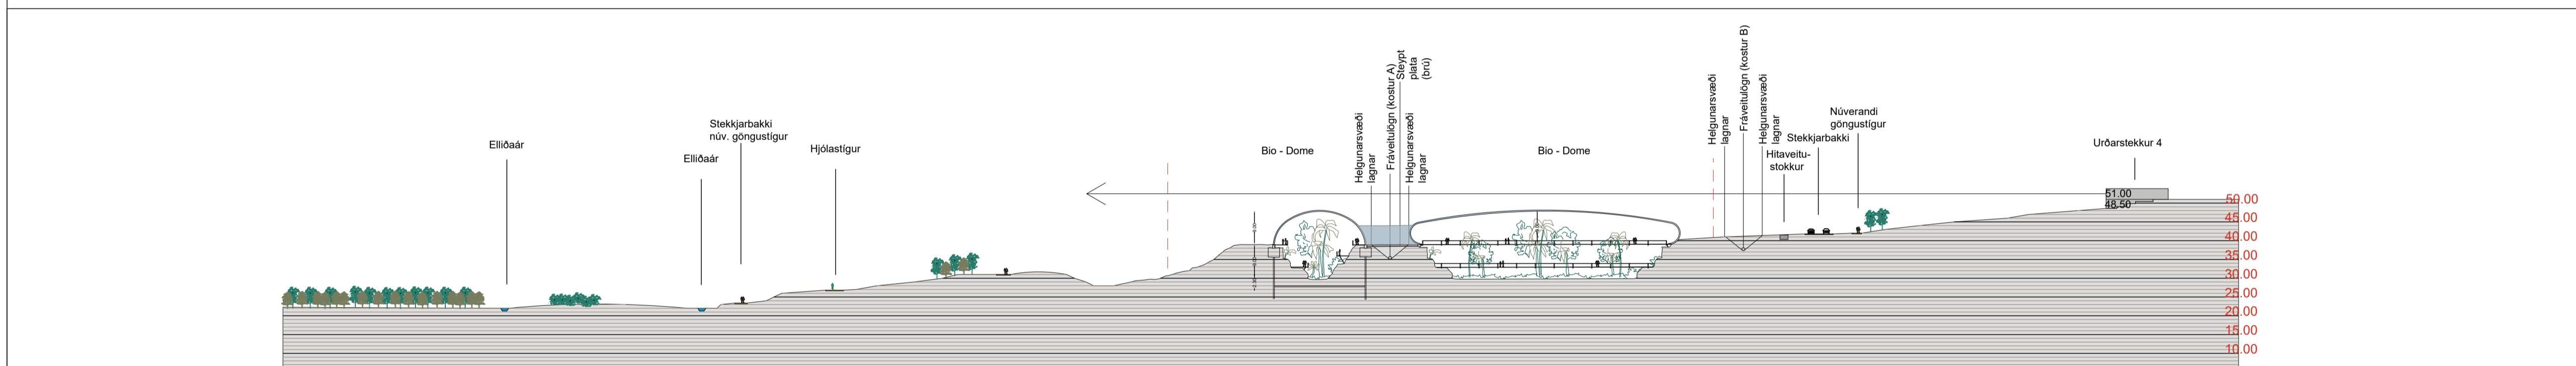 Elliðaár
Elliðaár
Stekkjarbakki
núv. göngustígur
Hjólastígur
Bio - Dome
Helgunarsvæði
lagnar
Fráveitulögn (kostur A)
Steypt
plata
(brú)
Helgunarsvæði
lagnar
Bio - Dome
Helgunarsvæði
lagnar
Fráveitulögn (kostur B)
Helgunarsvæði
lagnar
Hitaveitu-
stokkur
Stekkjarbakki
Núverandi
göngustígur
Urðarstekkur 4
51.00
48.50
50.00
45.00
40.00
35.00
30.00
25.00
20.00
15.00
10.00